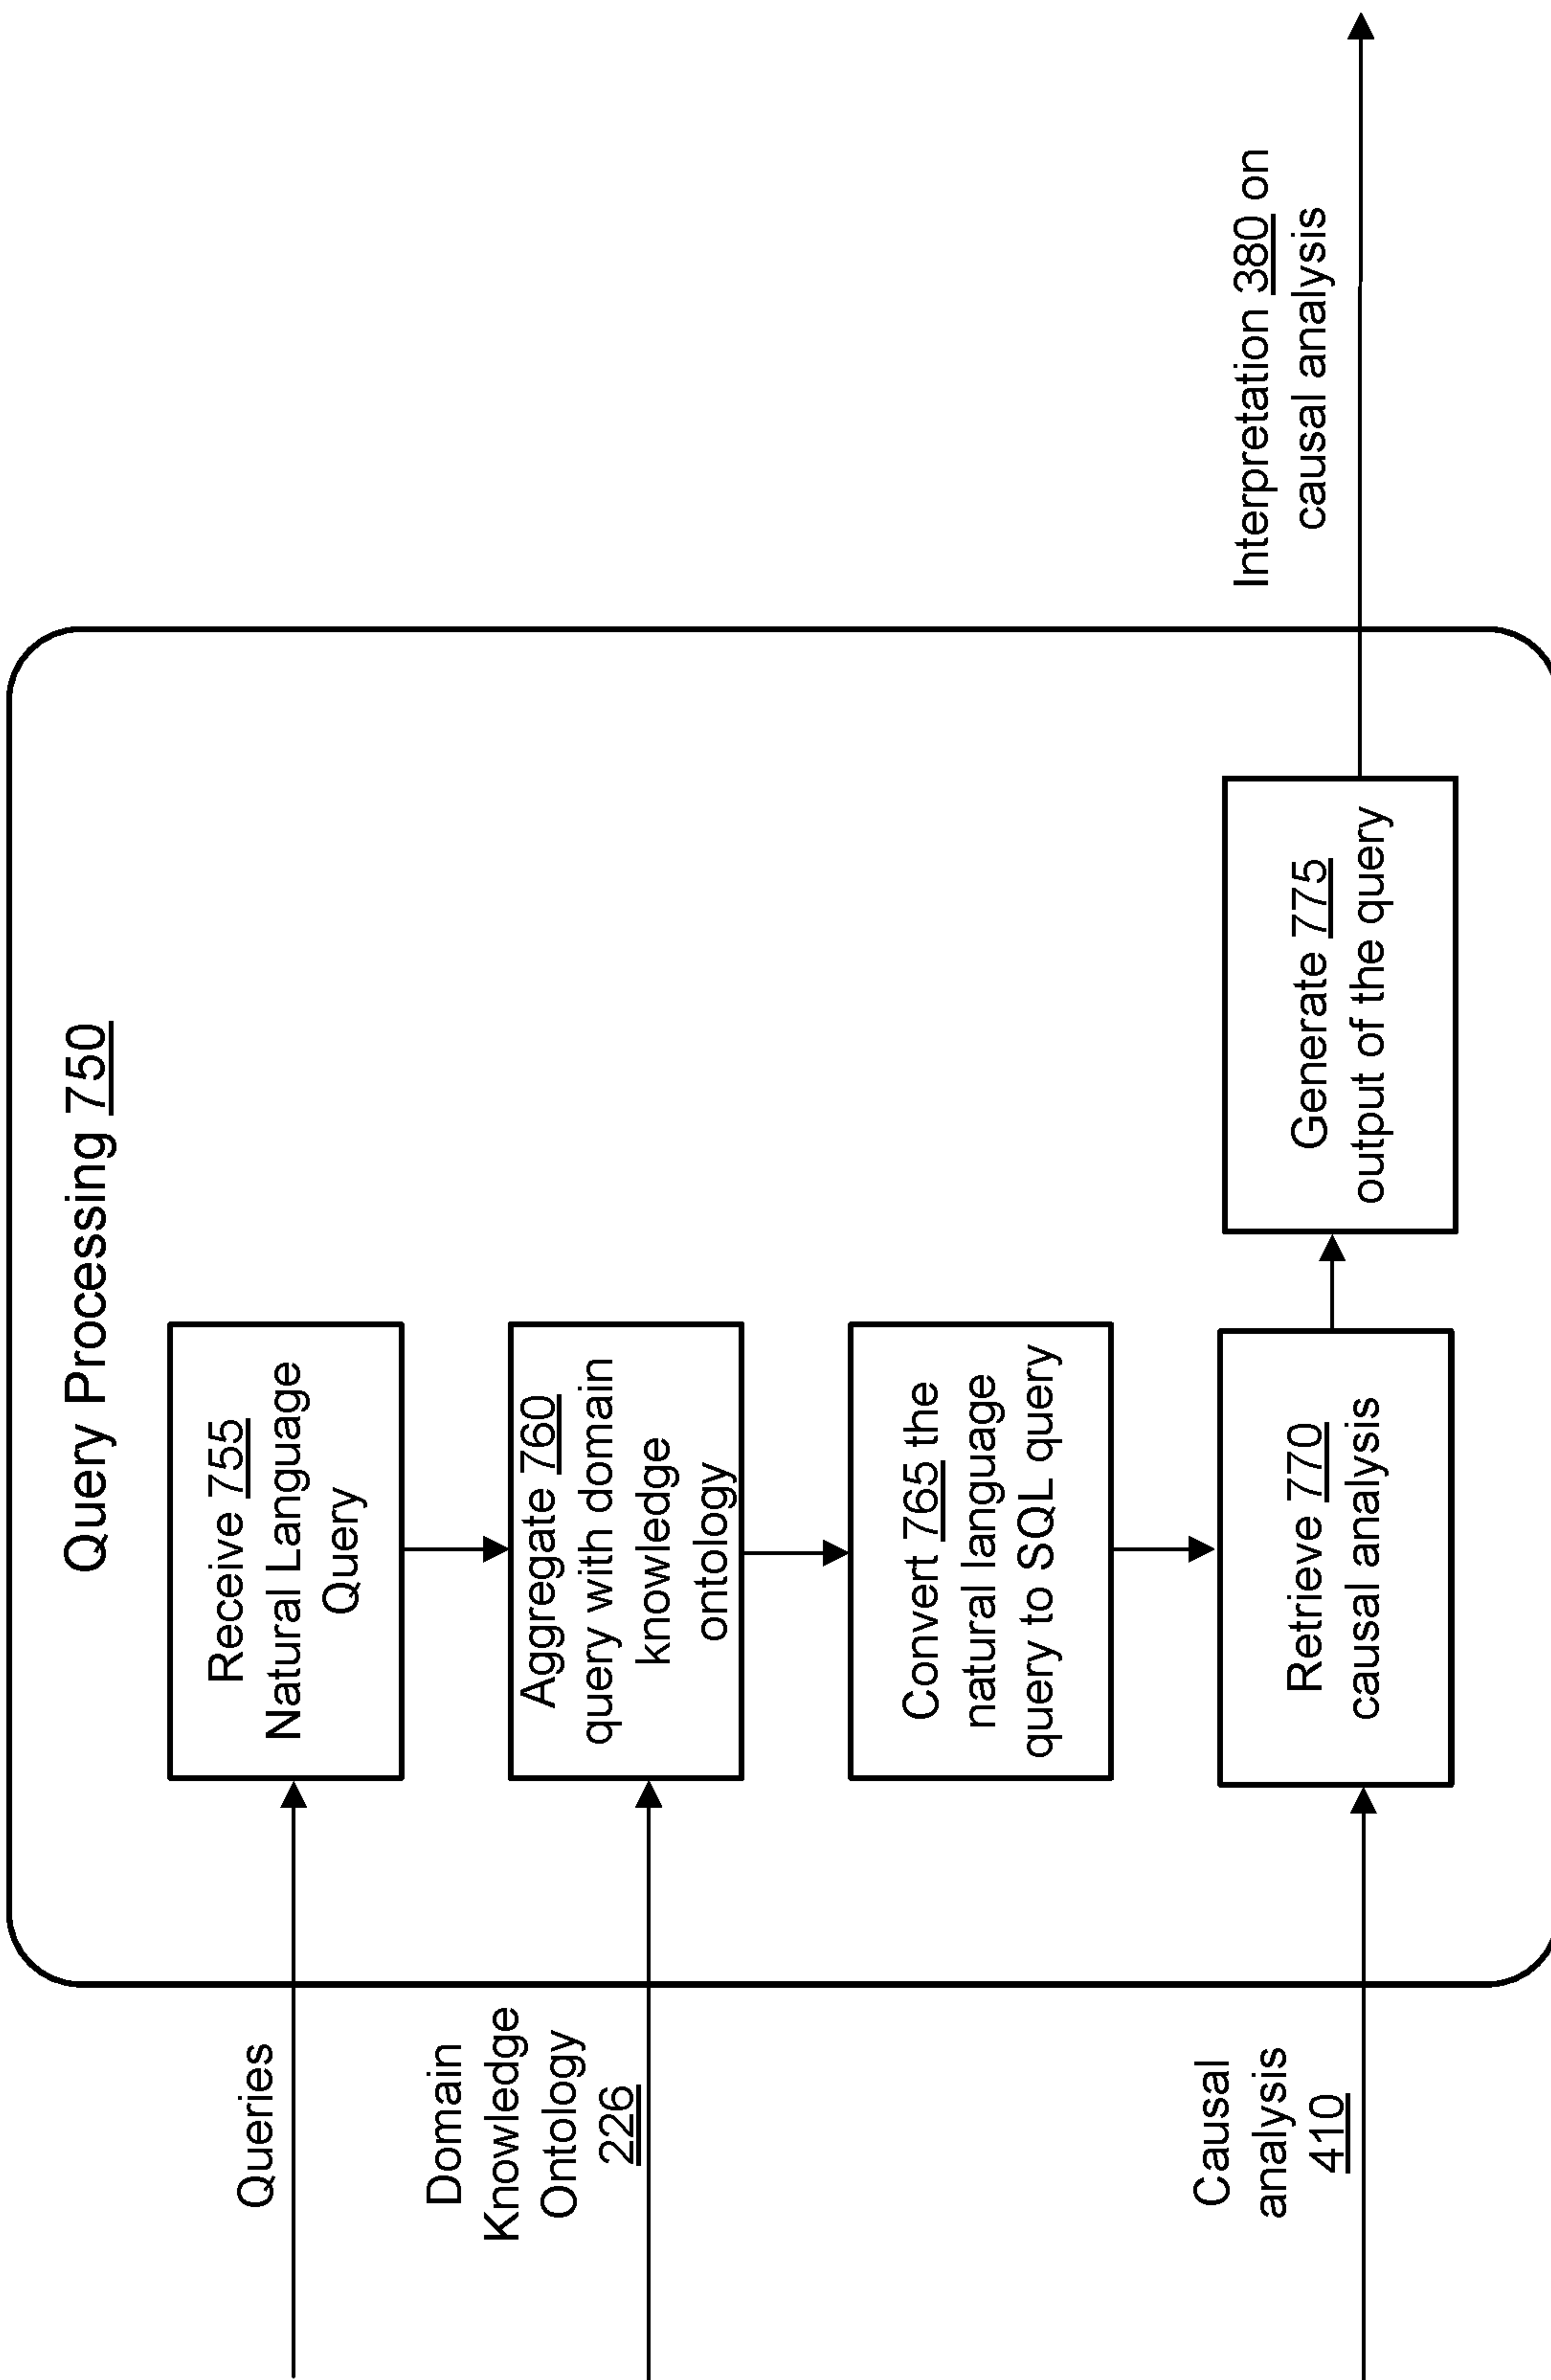 Query Processing 750
Queries
Receive 755
Natural Language
Query
Domain
Knowledge
Ontology
226
Aggregate 760
query with domain
knowledge
ontology
Convert 765 the
natural language
query to SQL query
Causal
analysis
410
Retrieve 770
causal analysis
Generate 775
output of the query
Interpretation 380 on
causal analysis